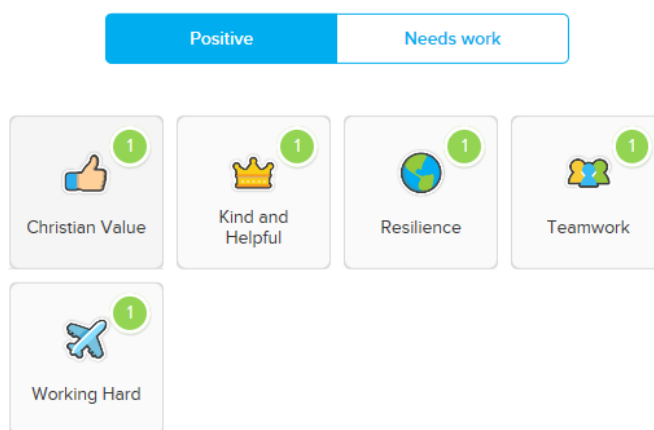 Positive
Needs work
1
Christian Value
1
Kind and
Helpful
1
Resilience
1
Teamwork
1
Working Hard